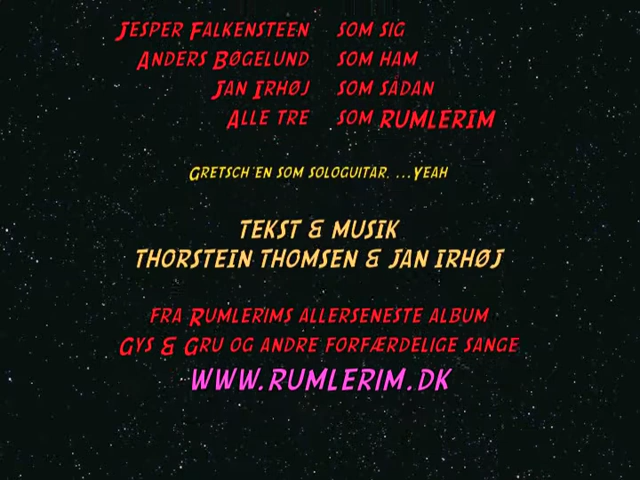 Jesper Falkensteen som sig
Anders Bøgelund som ham
Jan Irhøj som sådan
Alle tre som RUMLERIM
Gretsch'en som sologuitar. ...Yeah
TEKST & MUSIK
THORSTEIN THOMSEN & JAN IRHØJ
fra Rumlerims allerseneste album
Gys & Gru og andre forfærdelige sange
WWW.RUMLERIM.DK